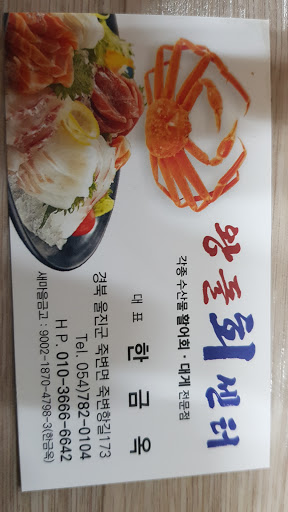 왕돌회센터
각종 수산물 활어회 · 대게 전문점
대표 한금옥
경북 울진군 죽변면 죽변항길173
Tel. 054)782-0104
H P. 010-3666-6642
새마을금고 : 9002-1870-4798-3(한금옥)